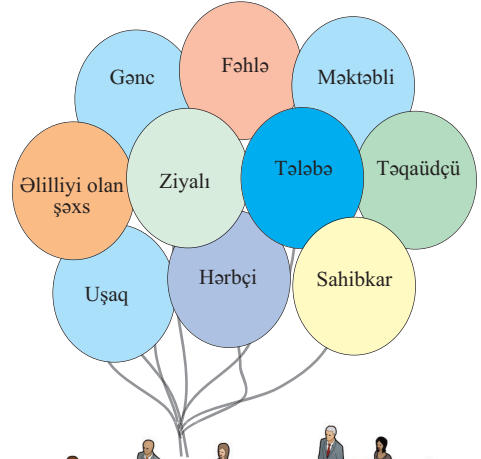 Gənc
Fəhlə
Məktəbli
Əlilliyi olan
şəxs
Ziyalı
Tələbə
Təqaüdçü
Uşaq
Hərbçi
Sahibkar